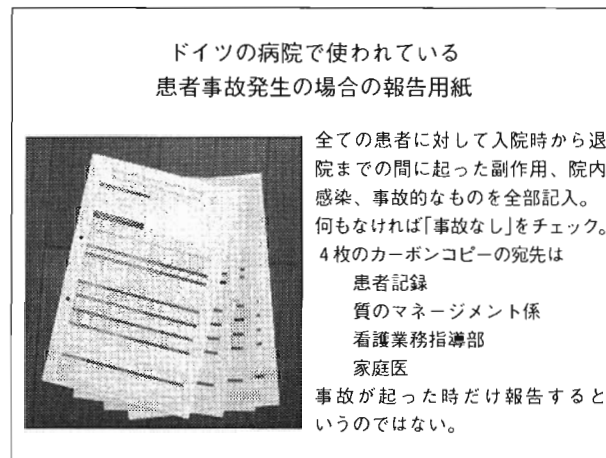 ドイツの病院で使われている
患者事故発生の場合の報告用紙
全ての患者に対して入院時から退
院までの間に起った副作用、院内
感染、事故的なものを全部記入。
何もなければ「事故なし」をチェック。
4枚のカーボンコピーの宛先は
患者記録
質のマネージメント係
看護業務指導部
家庭医
事故が起った時だけ報告すると
いうのではない。